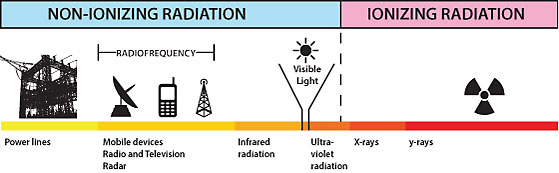 NON-IONIZING RADIATION
IONIZING RADIATION
RADIOFREQUENCY
Visible
Light
Power lines
Mobile devices
Radio and Television
Radar
Infrared
radiation
Ultra-
violet
radiation
X-rays
y-rays